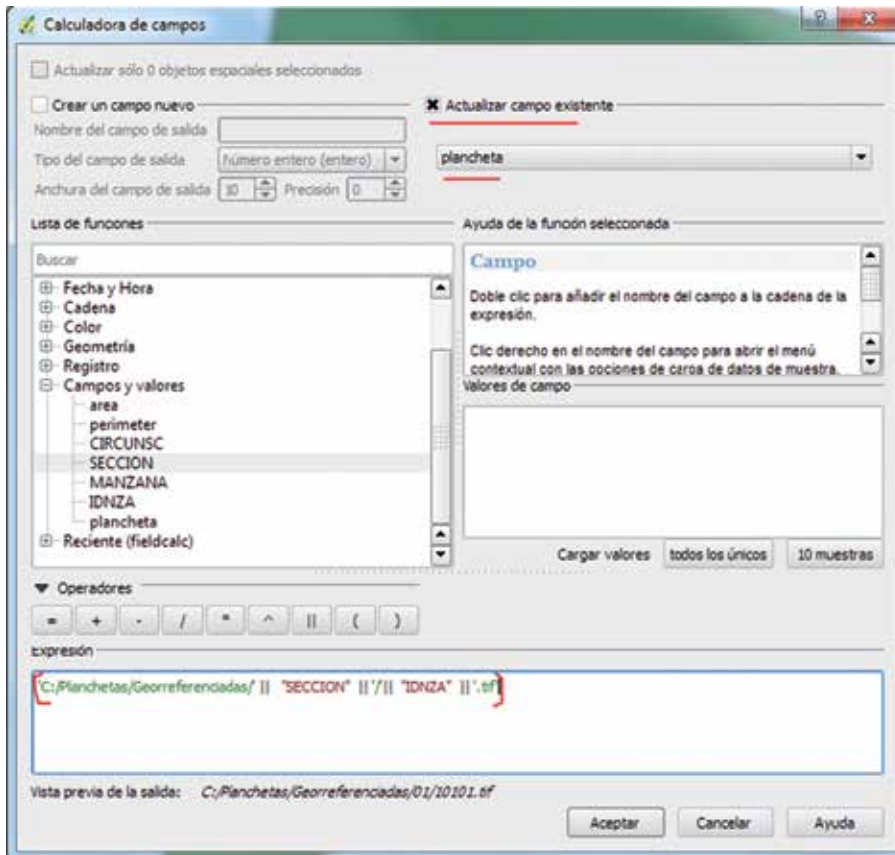 Calculadora de campos
Actualizar sólo 0 objetos espaciales seleccionados
Crear un campo nuevo
Actualizar campo existente
Nombre del campo de salida
Tipo del campo de salida Número entero (entero)
plancheta
Anchura del campo de salida 10 Precisión 0
Lista de funciones
Ayuda de la función seleccionada
Buscar
Fecha y Hora
Cadena
Color
Geometría
Registro
Campos y valores
area
perimeter
CIRCUNSC
SECCION
MANZANA
IDNZA
plancheta
Reciente (fieldcalc)
Campo
Doble clic para añadir el nombre del campo a la cadena de la
expresión.
Clic derecho en el nombre del campo para abrir el menú
contextual con las opciones de carga de datos de muestra.
Valores de campo
Cargar valores todos los únicos 10 muestras
Operadores
= + - / * ^ || ( )
Expresión
'C:/Planchetas/Georreferenciadas/' || "SECCION" ||'/'|| "IDNZA" ||'.tif'
Vista previa de la salida: C:/Planchetas/Georreferenciadas/01/10101.tif
Aceptar Cancelar Ayuda